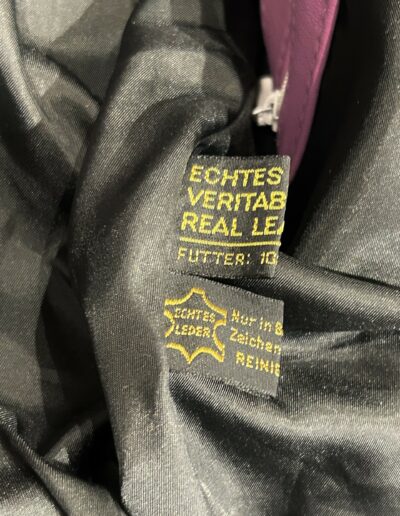 ECHTES
VERITAB
REAL LEA
FUTTER: 10
ECHTES
LEDER
Nur in
Zeichen
REINI